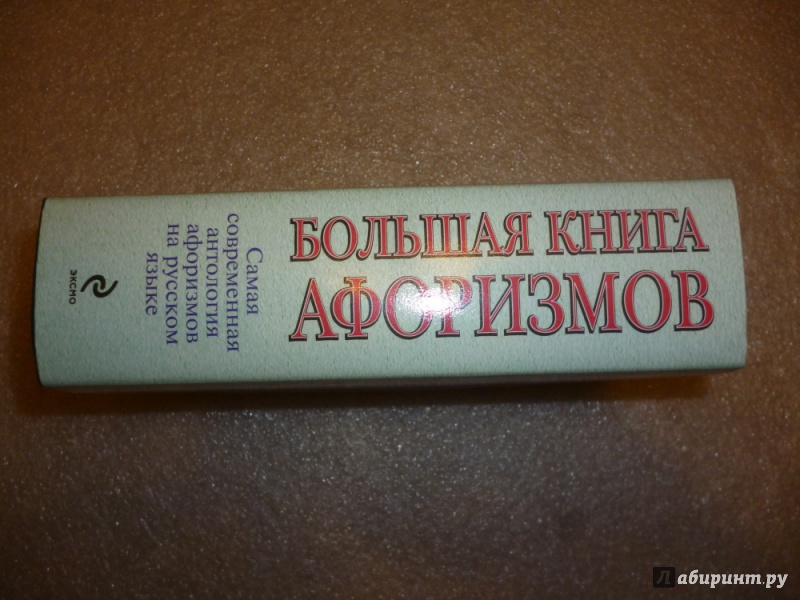 БОЛЬШАЯ КНИГА
АФОРИЗМОВ
Самая
современная
антология
афоризмов
на русском
языке
ЭКСМО
Лабиринт.ру